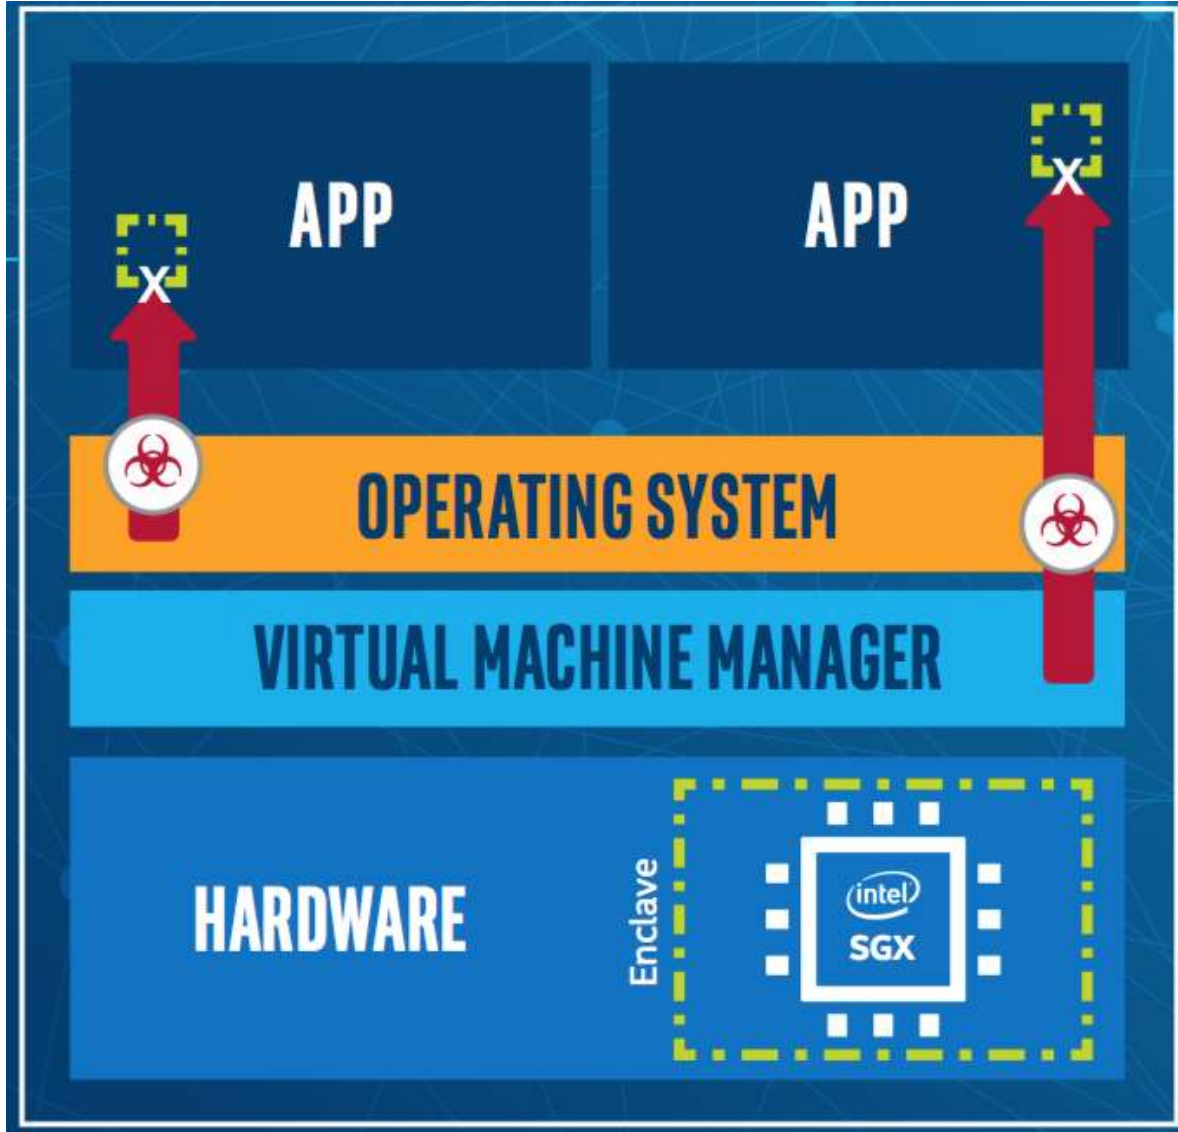 APP
APP
X
X
OPERATING SYSTEM
VIRTUAL MACHINE MANAGER
HARDWARE
Enclave
intel
SGX